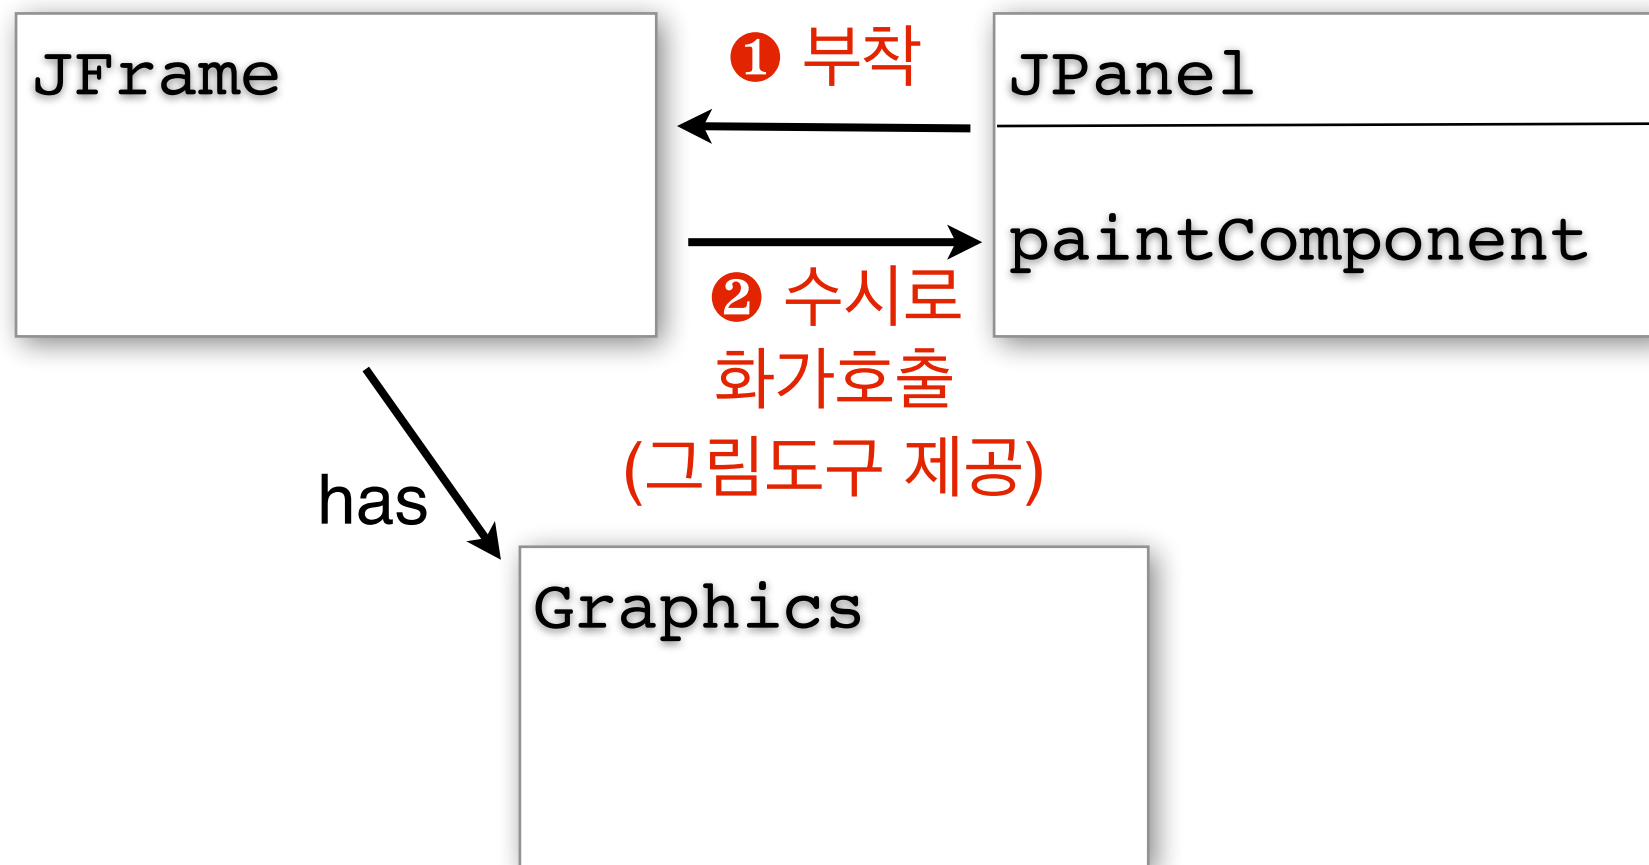 JFrame
❶ 부착
JPanel
paintComponent
❷ 수시로
화가호출
(그림도구 제공)
has
Graphics